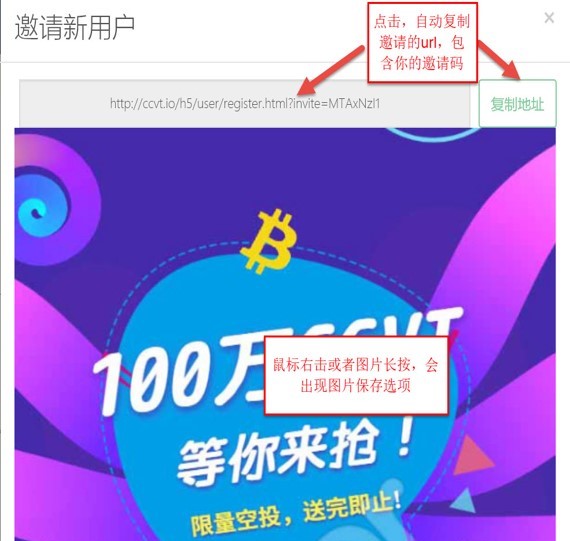 邀请新用户
×
点击，自动复制
邀请的url，包
含你的邀请码
http://ccvt.io/h5/user/register.html?invite=MTAxNzI1
复制地址
100万CCVT
鼠标右击或者图片长按，会
出现图片保存选项
等你来抢！
限量空投，送完即止!